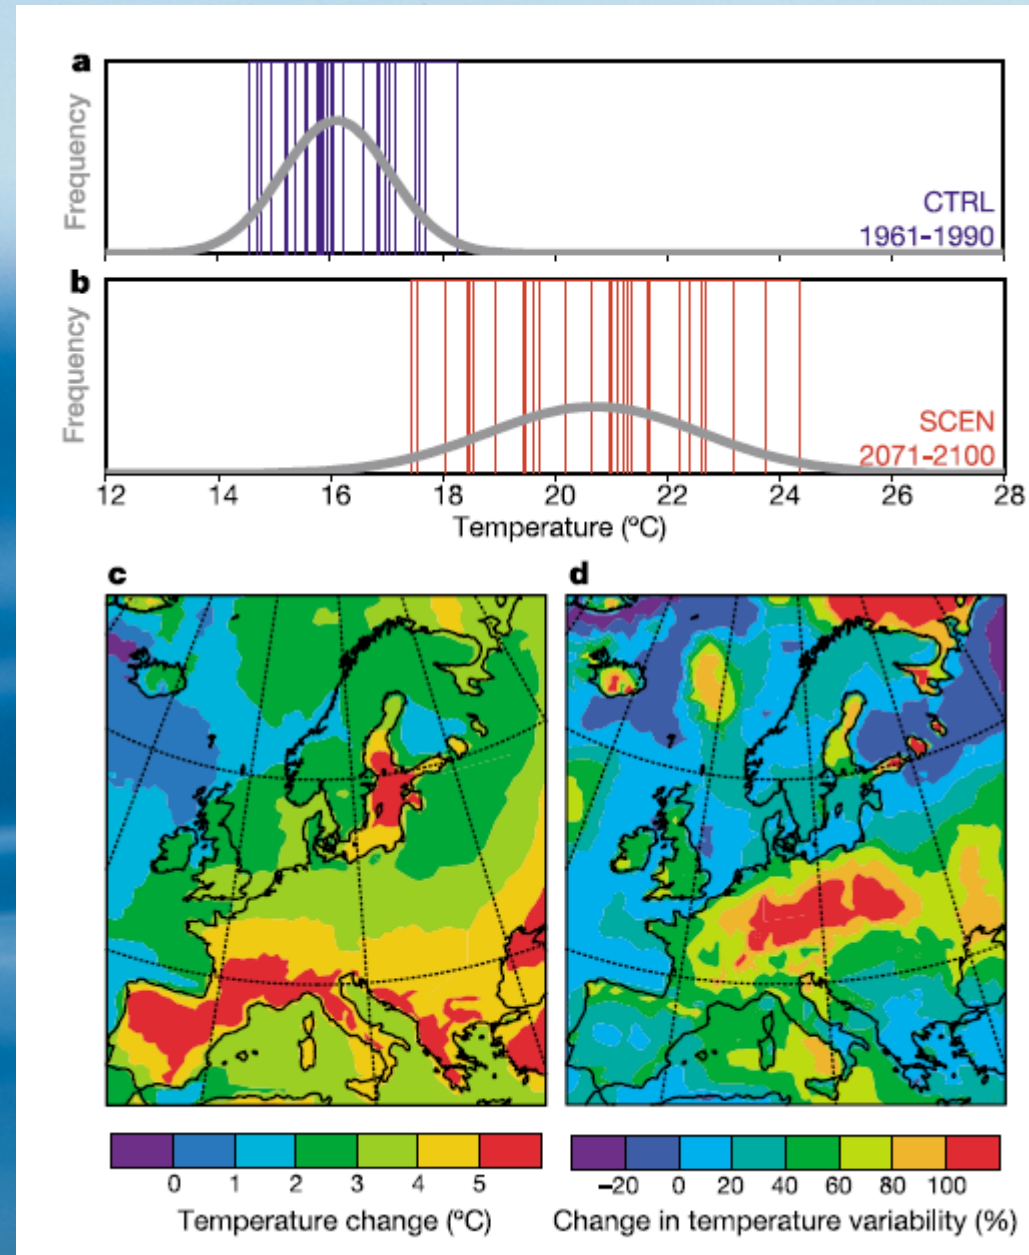 a
Frequency
CTRL
1961-1990
b
Frequency
SCEN
2071-2100
12 14 16 18 20 22 24 26 28
Temperature (ºC)
c d
0 1 2 3 4 5
Temperature change (ºC)
–20 0 20 40 60 80 100
Change in temperature variability (%)